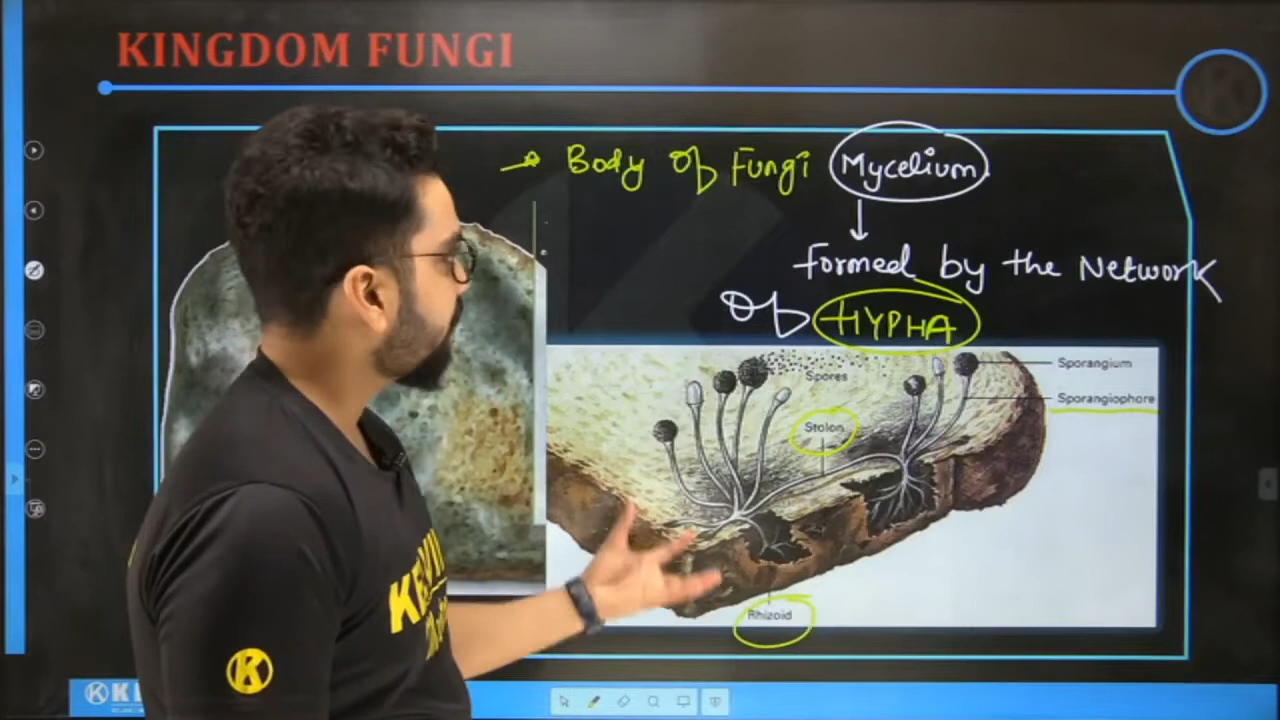 KINGDOM FUNGI
→ Body of Fungi Mycelium
↓
formed by the Network
of HYPHA
Spores
Sporangium
Sporangiophore
Stolon
Rhizoid
K